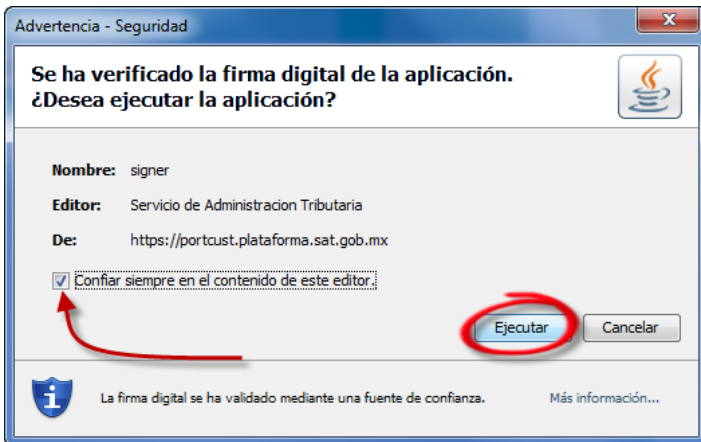 Advertencia - Seguridad
Se ha verificado la firma digital de la aplicación.
¿Desea ejecutar la aplicación?
Nombre: signer
Editor: Servicio de Administracion Tributaria
De: https://portcust.plataforma.sat.gob.mx
Confiar siempre en el contenido de este editor.
Ejecutar Cancelar
La firma digital se ha validado mediante una fuente de confianza. Más información...